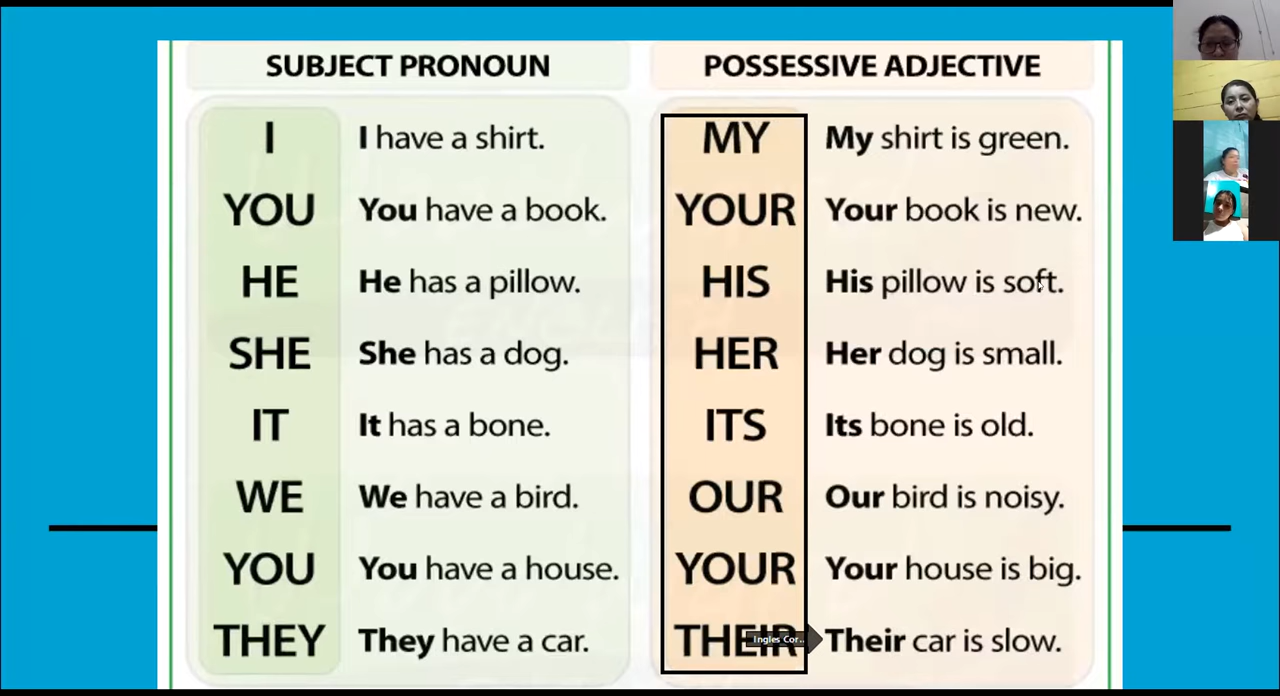 SUBJECT PRONOUN POSSESSIVE ADJECTIVE
I I have a shirt. MY My shirt is green.
YOU You have a book. YOUR Your book is new.
HE He has a pillow. HIS His pillow is soft.
SHE She has a dog. HER Her dog is small.
IT It has a bone. ITS Its bone is old.
WE We have a bird. OUR Our bird is noisy.
YOU You have a house. YOUR Your house is big.
THEY They have a car. THEIR Their car is slow.
Ingles Cor...